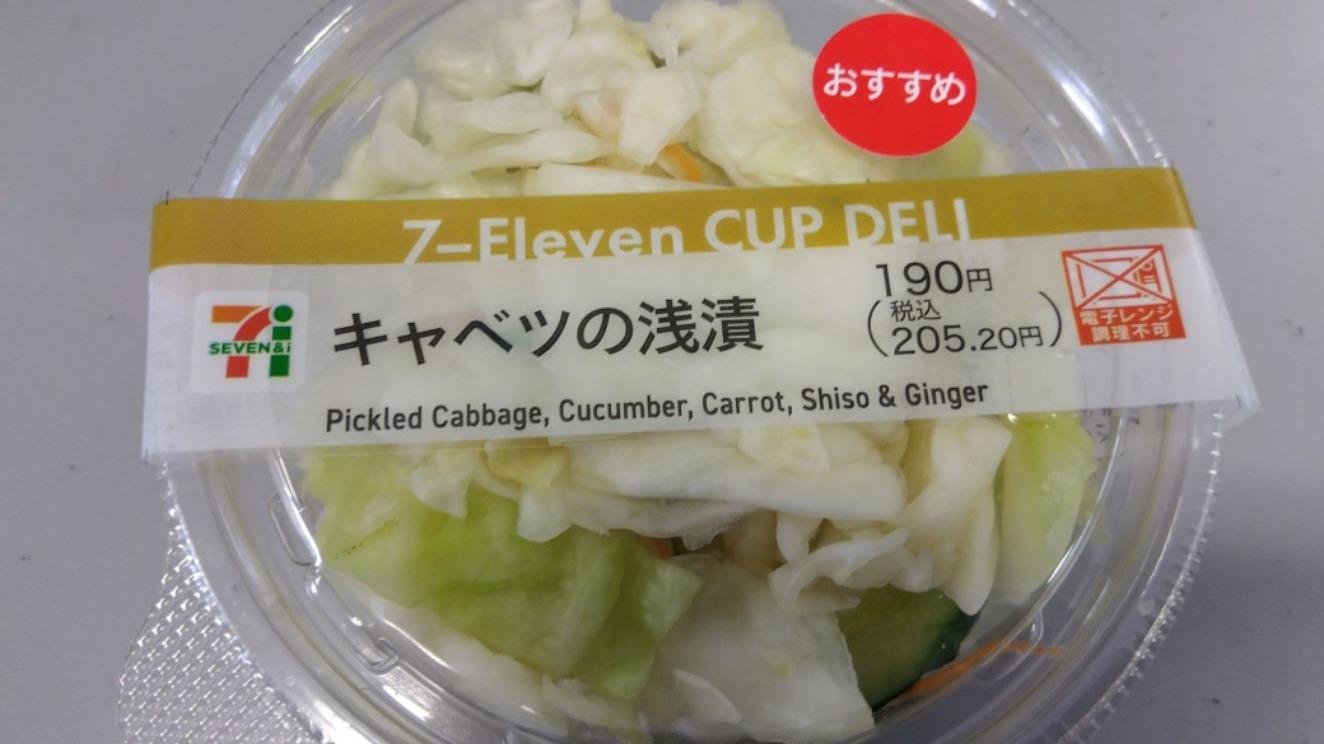 おすすめ
7-Eleven CUP DELI
SEVEN&i
キャベツの浅漬
190円
(税込
205.20円)
電子レンジ
調理不可
Pickled Cabbage, Cucumber, Carrot, Shiso & Ginger